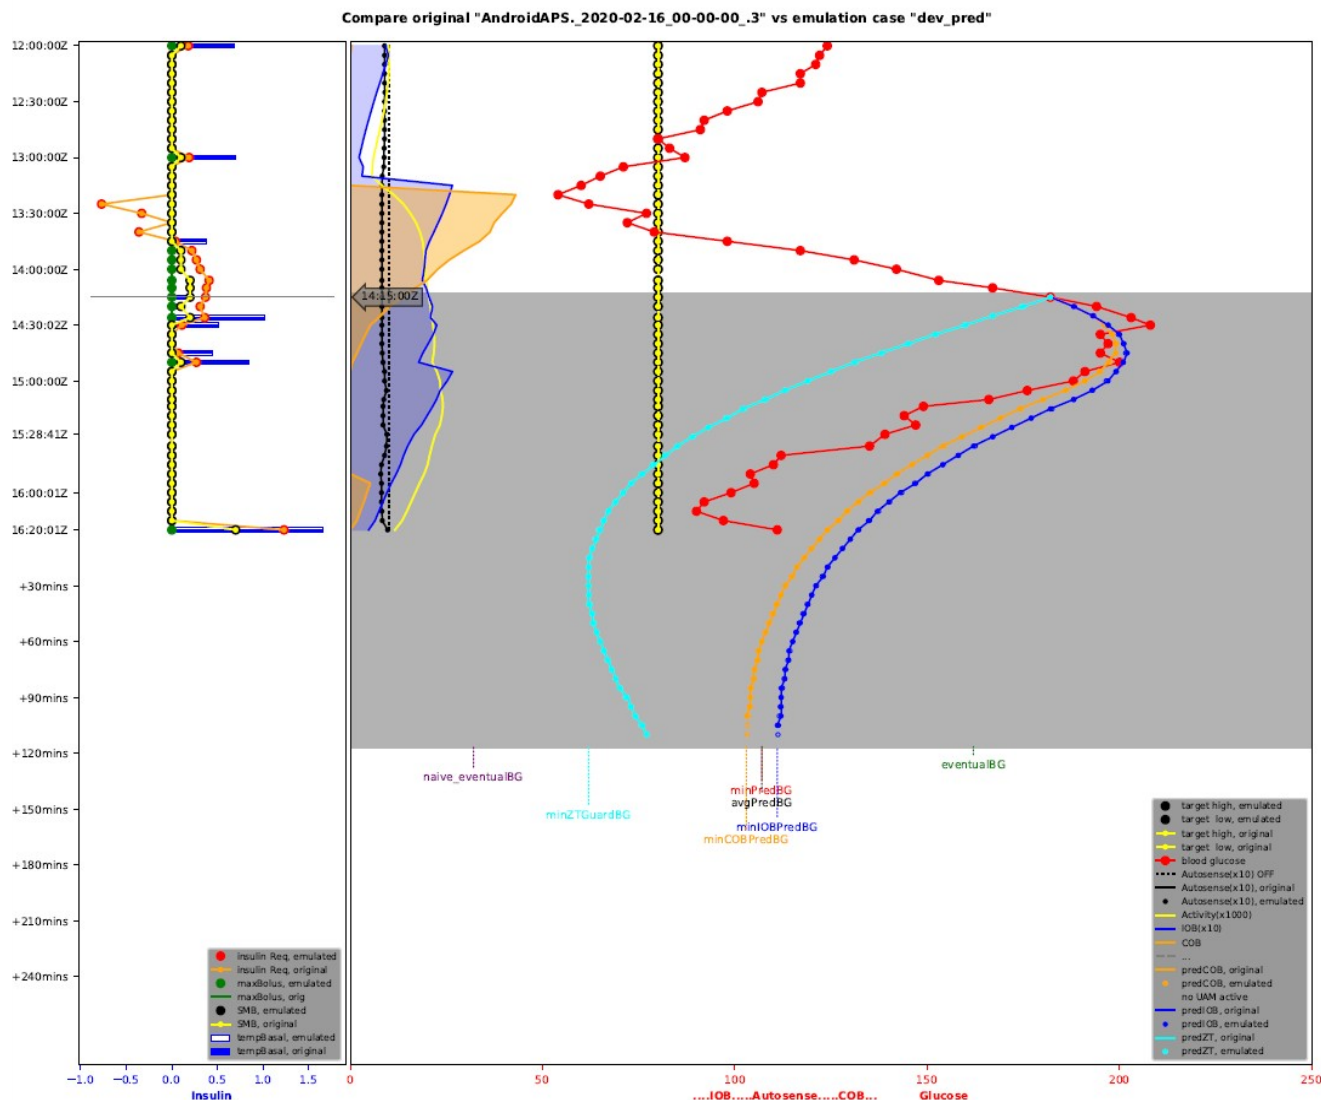 Compare original "AndroidAPS._2020-02-16_00-00-00_.3" vs emulation case "dev_pred"
12:00:00Z
12:30:00Z
13:00:00Z
13:30:00Z
14:00:00Z
14:15:00Z
14:30:02Z
15:00:00Z
15:28:41Z
16:00:01Z
16:20:01Z
+30mins
+60mins
+90mins
+120mins
+150mins
+180mins
+210mins
+240mins
naive_eventualBG
eventualBG
minZTGuardBG
minPredBG
avgPredBG
minIOBPredBG
minCOBPredBG
insulin Req, emulated
insulin Req, original
maxBolus, emulated
maxBolus, orig
SMB, emulated
SMB, original
tempBasal, emulated
tempBasal, original
target high, emulated
target  low, emulated
target high, original
target  low, original
blood glucose
Autosense(x10) OFF
Autosense(x10), original
Autosense(x10), emulated
Activity(x1000)
IOB(x10)
COB
...
predCOB, original
predCOB, emulated
no UAM active
predIOB, original
predIOB, emulated
predZT, original
predZT, emulated
−1.0 −0.5 0.0 0.5 1.0 1.5
Insulin
0 50 100 150 200 250
....IOB.....Autosense.....COB... Glucose